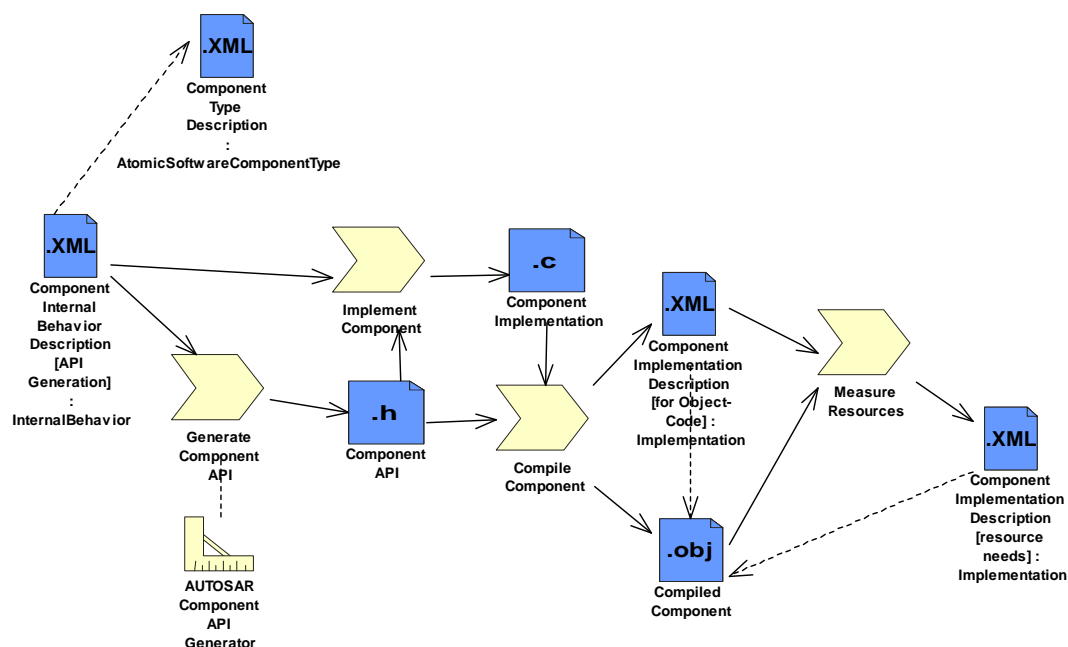 .XML
Component
Type
Description
:
AtomicSoftwareComponentType
.XML
Component
Internal
Behavior
Description
[API
Generation]
:
InternalBehavior
Implement
Component
.c
Component
Implementation
Generate
Component
API
.h
Component
API
AUTOSAR
Component
API
Generator
Compile
Component
.XML
Component
Implementation
Description
[for Object-
Code] :
Implementation
.obj
Compiled
Component
Measure
Resources
.XML
Component
Implementation
Description
[resource
needs] :
Implementation